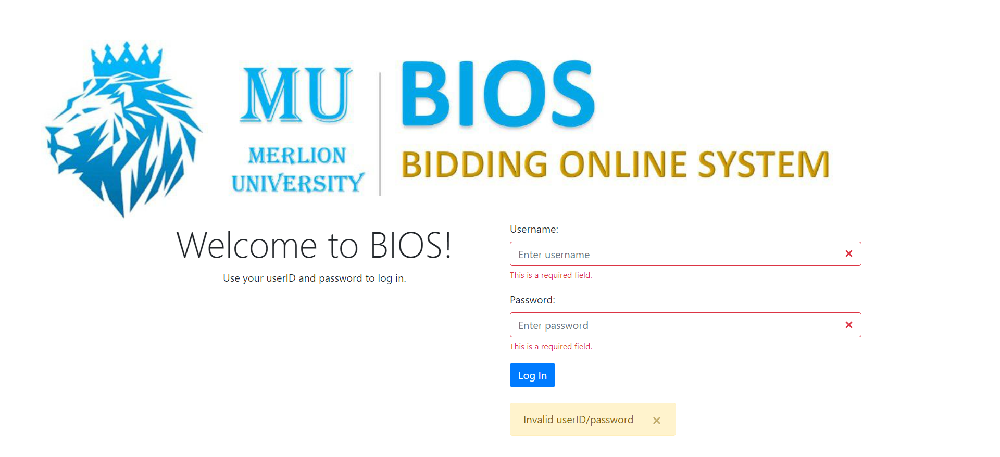 MU
MERLION
UNIVERSITY
BIOS
BIDDING ONLINE SYSTEM
Welcome to BIOS!
Use your userID and password to log in.
Username:
Enter username
This is a required field.
Password:
Enter password
This is a required field.
Log In
Invalid userID/password